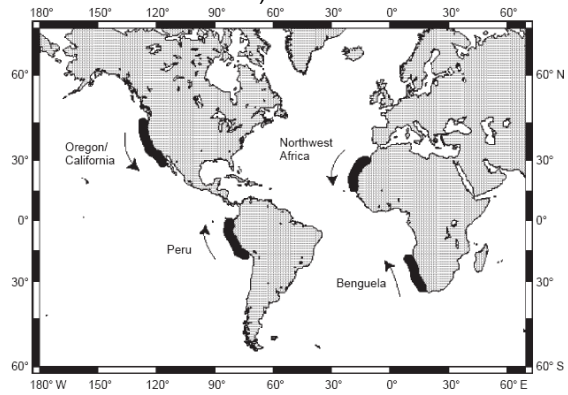 180° 150° 120° 90° 60° 30° 0° 30° 60° E
60° 60° N
Oregon/
California
Northwest
Africa
30° 30°
0° 0°
Peru
Benguela
30° 30°
60° 60° S
180° W 150° 120° 90° 60° 30° 0° 30° 60° E